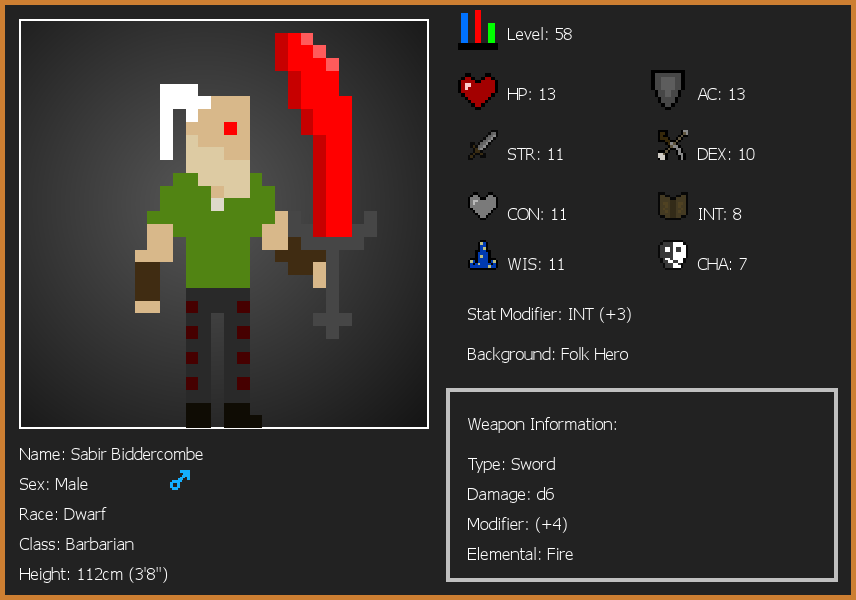 Level: 58
HP: 13
AC: 13
STR: 11
DEX: 10
CON: 11
INT: 8
WIS: 11
CHA: 7
Stat Modifier: INT (+3)
Background: Folk Hero
Weapon Information:
Type: Sword
Damage: d6
Modifier: (+4)
Elemental: Fire
Name: Sabir Biddercombe
Sex: Male
Race: Dwarf
Class: Barbarian
Height: 112cm (3'8")